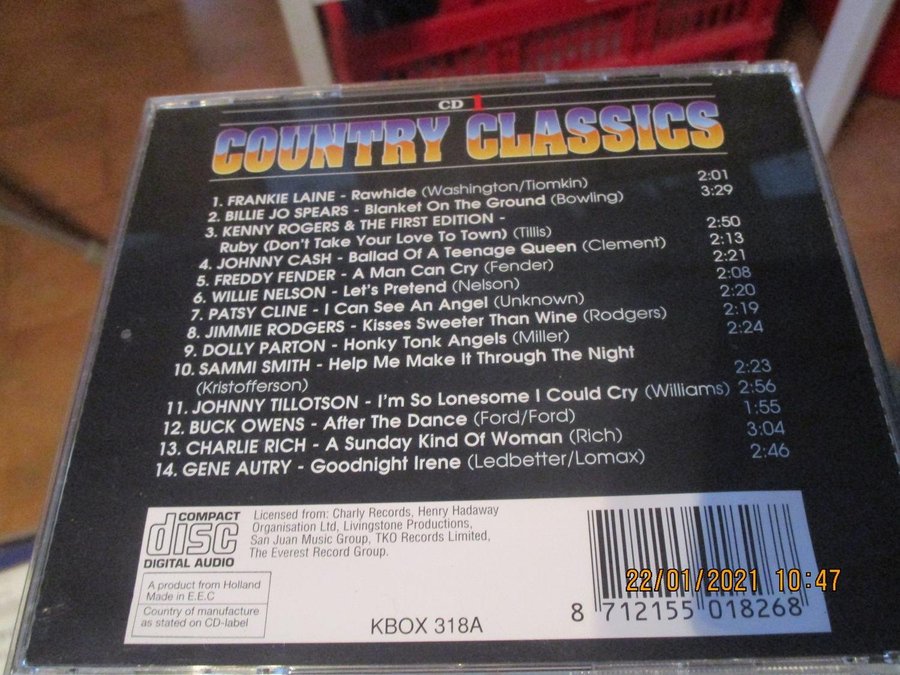 CD 1
COUNTRY CLASSICS
1. FRANKIE LAINE - Rawhide (Washington/Tiomkin) 2:01
2. BILLIE JO SPEARS - Blanket On The Ground (Bowling) 3:29
3. KENNY ROGERS & THE FIRST EDITION -
Ruby (Don't Take Your Love To Town) (Tillis) 2:50
4. JOHNNY CASH - Ballad Of A Teenage Queen (Clement) 2:13
5. FREDDY FENDER - A Man Can Cry (Fender) 2:21
6. WILLIE NELSON - Let's Pretend (Nelson) 2:08
7. PATSY CLINE - I Can See An Angel (Unknown) 2:20
8. JIMMIE RODGERS - Kisses Sweeter Than Wine (Rodgers) 2:19
9. DOLLY PARTON - Honky Tonk Angels (Miller) 2:24
10. SAMMI SMITH - Help Me Make It Through The Night
(Kristofferson) 2:23
11. JOHNNY TILLOTSON - I'm So Lonesome I Could Cry (Williams) 2:56
12. BUCK OWENS - After The Dance (Ford/Ford) 1:55
13. CHARLIE RICH - A Sunday Kind Of Woman (Rich) 3:04
14. GENE AUTRY - Goodnight Irene (Ledbetter/Lomax) 2:46
COMPACT
disc
DIGITAL AUDIO
Licensed from: Charly Records, Henry Hadaway
Organisation Ltd, Livingstone Productions,
San Juan Music Group, TKO Records Limited,
The Everest Record Group.
A product from Holland
Made in E.E.C
Country of manufacture
as stated on CD-label
KBOX 318A
8 712155 018268
22/01/2021 10:47